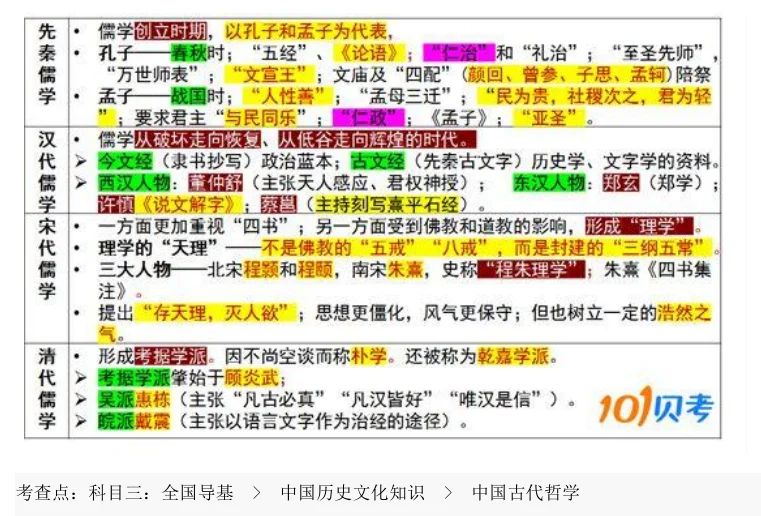 先秦儒学
• 儒学创立时期，以孔子和孟子为代表，
• 孔子——春秋时；“五经”、《论语》；“仁治”和“礼治”；“至圣先师”，
“万世师表”；“文宣王”；文庙及“四配”(颜回、曾参、子思、孟轲)陪祭
• 孟子——战国时；“人性善”；“孟母三迁”；“民为贵，社稷次之，君为轻
”；要求君主“与民同乐”；“仁政”；《孟子》；“亚圣”。
汉代儒学
• 儒学从破坏走向恢复、从低谷走向辉煌的时代。
➢ 今文经（隶书抄写）政治蓝本；古文经（先秦古文字）历史学、文字学的资料。
➢ 西汉人物：董仲舒（主张天人感应、君权神授）； 东汉人物：郑玄（郑学）；
许慎《说文解字》；蔡邕（主持刻写熹平石经）。
宋代儒学
• 一方面更加重视“四书”；另一方面受到佛教和道教的影响，形成“理学”。
• 理学的“天理”——不是佛教的“五戒”“八戒”，而是封建的“三纲五常”。
• 三大人物——北宋程颢和程颐，南宋朱熹，史称“程朱理学”；朱熹《四书集
注》。
• 提出“存天理，灭人欲”；思想更僵化，风气更保守；但也树立一定的浩然之
气。
清代儒学
• 形成考据学派。因不尚空谈而称朴学。还被称为乾嘉学派。
➢ 考据学派肇始于顾炎武；
➢ 吴派惠栋（主张“凡古必真”“凡汉皆好”“唯汉是信”）。
➢ 皖派戴震（主张以语言文字作为治经的途径）。
101贝考
考查点：科目三：全国导基 > 中国历史文化知识 > 中国古代哲学